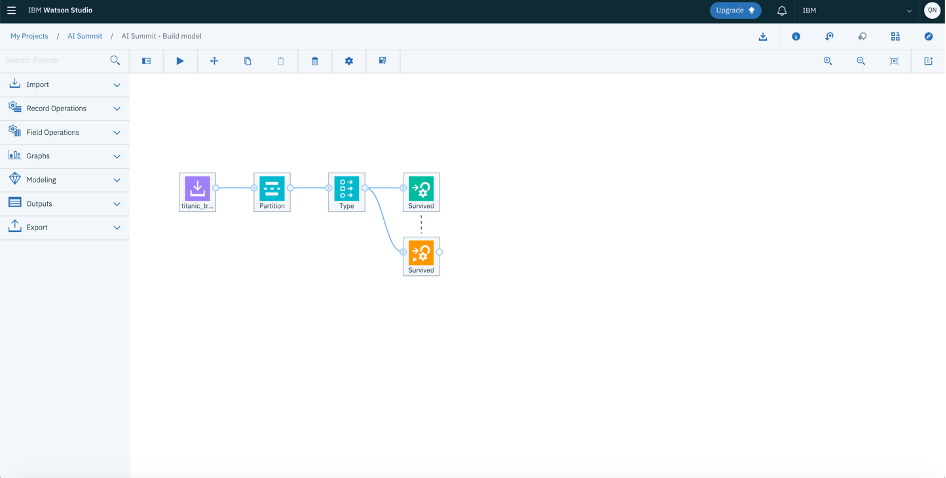 IBM Watson Studio
Upgrade
IBM
QN
My Projects / AI Summit / AI Summit - Build model
Search Palette
Import
Record Operations
Field Operations
Graphs
Modeling
Outputs
Export
titanic_tr...
Partition
Type
Survived
Survived